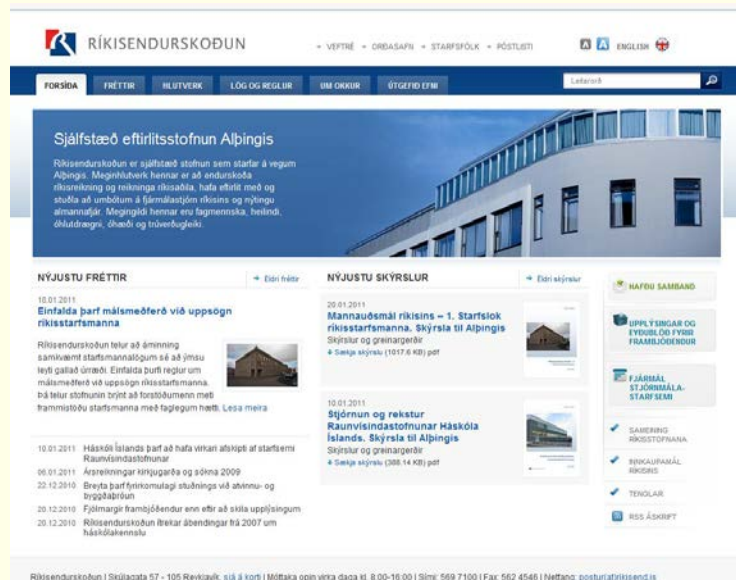 RÍKISENDURSKOÐUN
VEFTRÉ ORÐASAFN STARFSFÓLK PÓSTLISTI
A A ENGLISH
FORSÍÐA FRÉTTIR HLUTVERK LÖG OG REGLUR UM OKKUR ÚTGEFIÐ EFNI
Leitarorð
Sjálfstæð eftirlitsstofnun Alþingis
Ríkisendurskoðun er sjálfstæð stofnun sem starfar á vegum
Alþingis. Meginhlutverk hennar er að endurskoða
ríkisreikning og reikninga ríkisaðila, hafa eftirlit með og
stuðla að umbótum á fjármálastjórn ríkisins og nýtingu
almannafjár. Megingildi hennar eru fagmennska, heilindi,
óhlutdrægni, óhæði og trúverðugleiki.
NÝJUSTU FRÉTTIR
Eldri fréttir
10.01.2011
Einfalda þarf málsmeðferð við uppsögn
ríkisstarfsmanna
Ríkisendurskoðun telur að áminning
samkvæmt starfsmannalögum sé að ýmsu
leyti gallað úrræði. Einfalda þurfi reglur um
málsmeðferð við uppsögn ríkisstarfsmanna.
Þá telur stofnunin brýnt að forstöðumenn meti
frammistöðu starfsmanna með faglegum hætti. Lesa meira
10.01.2011 Háskóli Íslands þarf að hafa virkari afskipti af starfsemi
Raunvísindastofnunar
06.01.2011 Ársreikningar kirkjugarða og sókna 2009
22.12.2010 Breyta þarf fyrirkomulagi stuðnings við atvinnu- og
byggðaþróun
20.12.2010 Fjölmargir frambjóðendur enn eftir að skila upplýsingum
20.12.2010 Ríkisendurskoðun ítrekar ábendingar frá 2007 um
háskólakennslu
NÝJUSTU SKÝRSLUR
Eldri skýrslur
20.01.2011
Mannauðsmál ríkisins – 1. Starfslok
ríkisstarfsmanna. Skýrsla til Alþingis
Skýrslur og greinargerðir
Sækja skýrslu (1017.6 KB) pdf
10.01.2011
Stjórnun og rekstur
Raunvísindastofnunar Háskóla
Íslands. Skýrsla til Alþingis
Skýrslur og greinargerðir
Sækja skýrslu (388.14 KB) pdf
HAFÐU SAMBAND
UPPLÝSINGAR OG
EYÐUBLÖÐ FYRIR
FRAMBJÓÐENDUR
FJÁRMÁL
STJÓRNMÁLA-
STARFSEMI
SAMEINING
RÍKISSTOFNANA
INNKAUPAMÁL
RÍKISINS
TENGLAR
RSS ÁSKRIFT
Ríkisendurskoðun | Skúlagata 57 - 105 Reykjavík, sjá á korti | Móttaka opin virka daga kl. 8:00-16:00 | Sími: 569 7100 | Fax: 562 4546 | Netfang: postur(at)rikisend.is